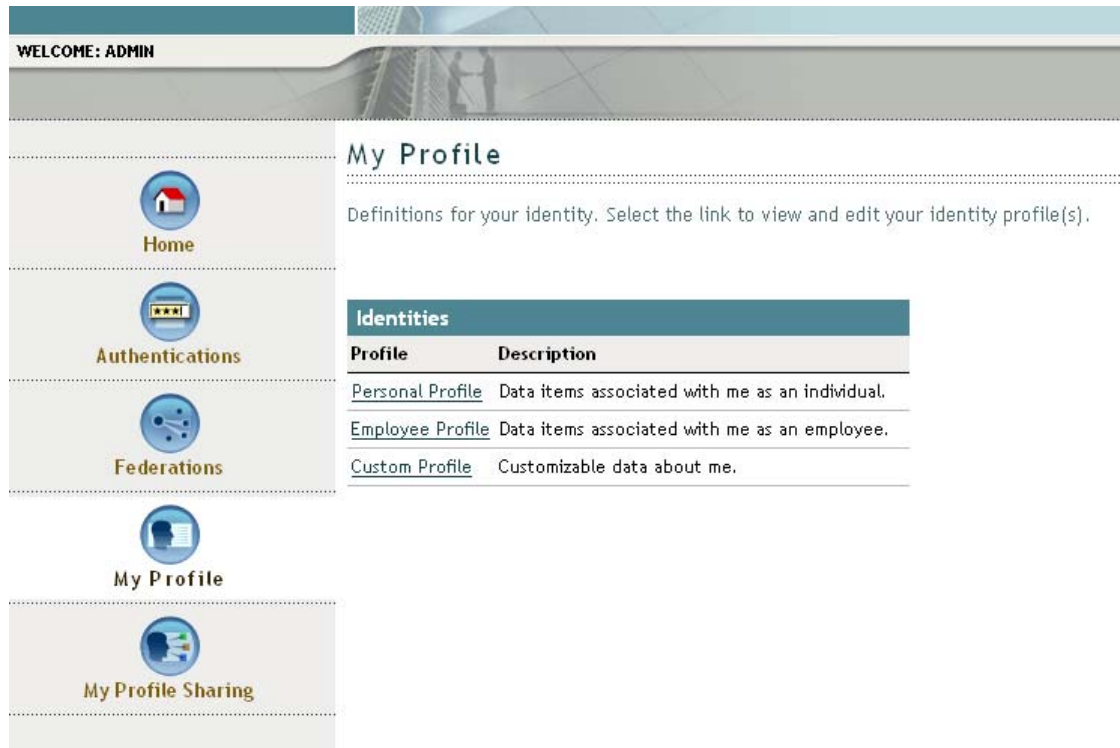 WELCOME: ADMIN
Home
Authentications
Federations
My Profile
My Profile Sharing
My Profile
Definitions for your identity. Select the link to view and edit your identity profile(s).
Identities
Profile Description
Personal Profile Data items associated with me as an individual.
Employee Profile Data items associated with me as an employee.
Custom Profile Customizable data about me.